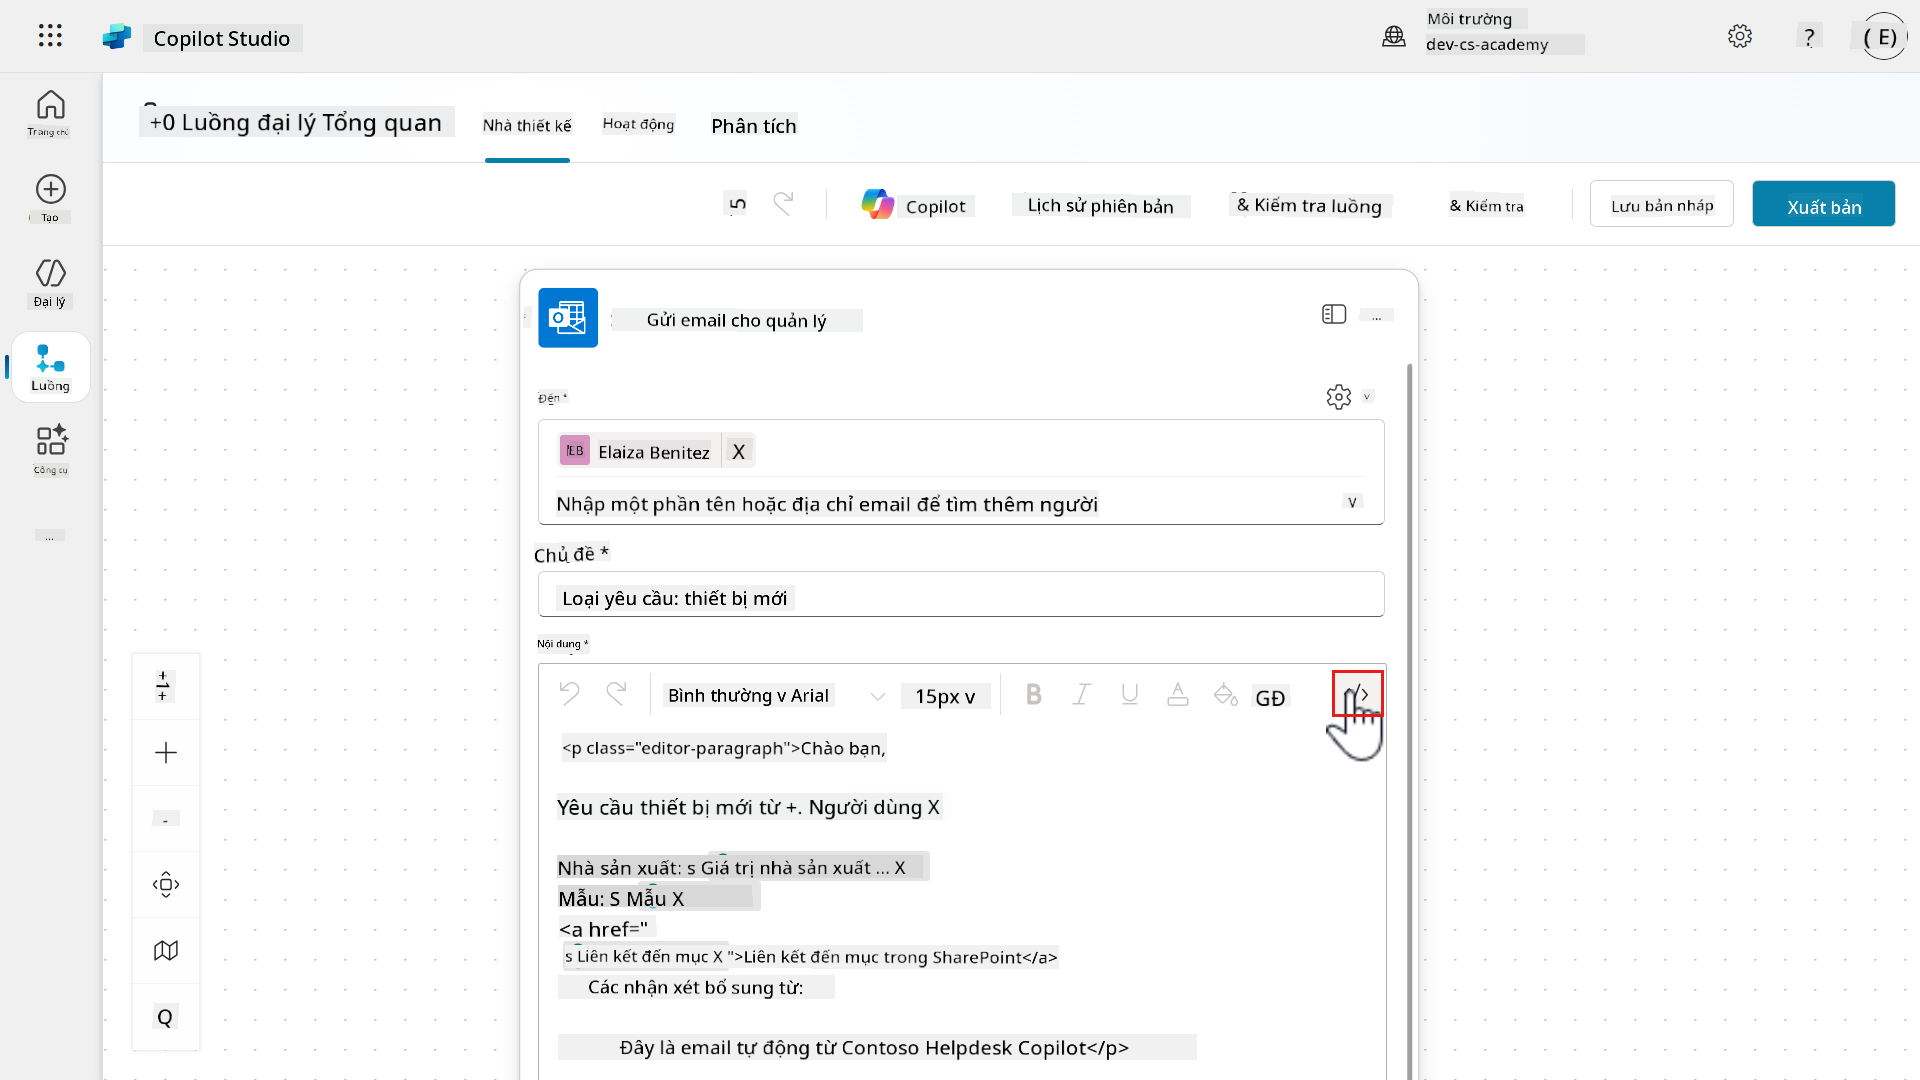 Copilot Studio
Môi trường
dev-cs-academy
?
( E)
Trang chủ
Tạo
Đại lý
Luồng
Công cụ
...
+0 Luồng đại lý Tổng quan
Nhà thiết kế
Hoạt động
Phân tích
Copilot
Lịch sử phiên bản
& Kiểm tra luồng
& Kiểm tra
Lưu bản nháp
Xuất bản
Gửi email cho quản lý
...
Đến *
v
EB Elaiza Benitez X
Nhập một phần tên hoặc địa chỉ email để tìm thêm người
V
Chủ đề *
Loại yêu cầu: thiết bị mới
Nội dung *
Bình thường v Arial
15px v
B I U A
GĐ
<p class="editor-paragraph">Chào bạn,
Yêu cầu thiết bị mới từ +. Người dùng X
Nhà sản xuất: s Giá trị nhà sản xuất ... X
Mẫu: S Mẫu X
<a href="
s Liên kết đến mục X ">Liên kết đến mục trong SharePoint</a>
Các nhận xét bổ sung từ:
Đây là email tự động từ Contoso Helpdesk Copilot</p>
-
Q